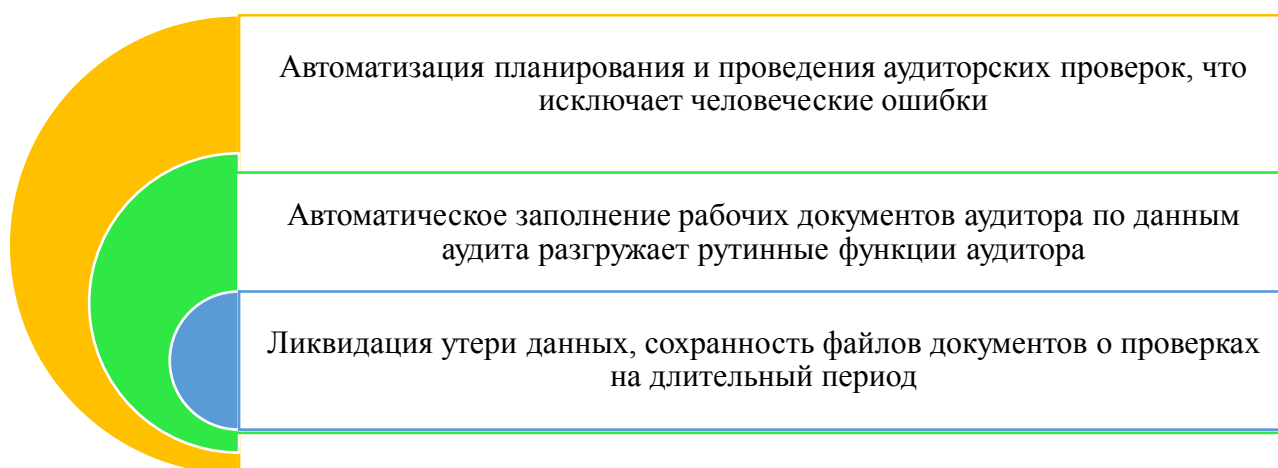 Автоматизация планирования и проведения аудиторских проверок, что
исключает человеческие ошибки
Автоматическое заполнение рабочих документов аудитора по данным
аудита разгружает рутинные функции аудитора
Ликвидация утери данных, сохранность файлов документов о проверках
на длительный период